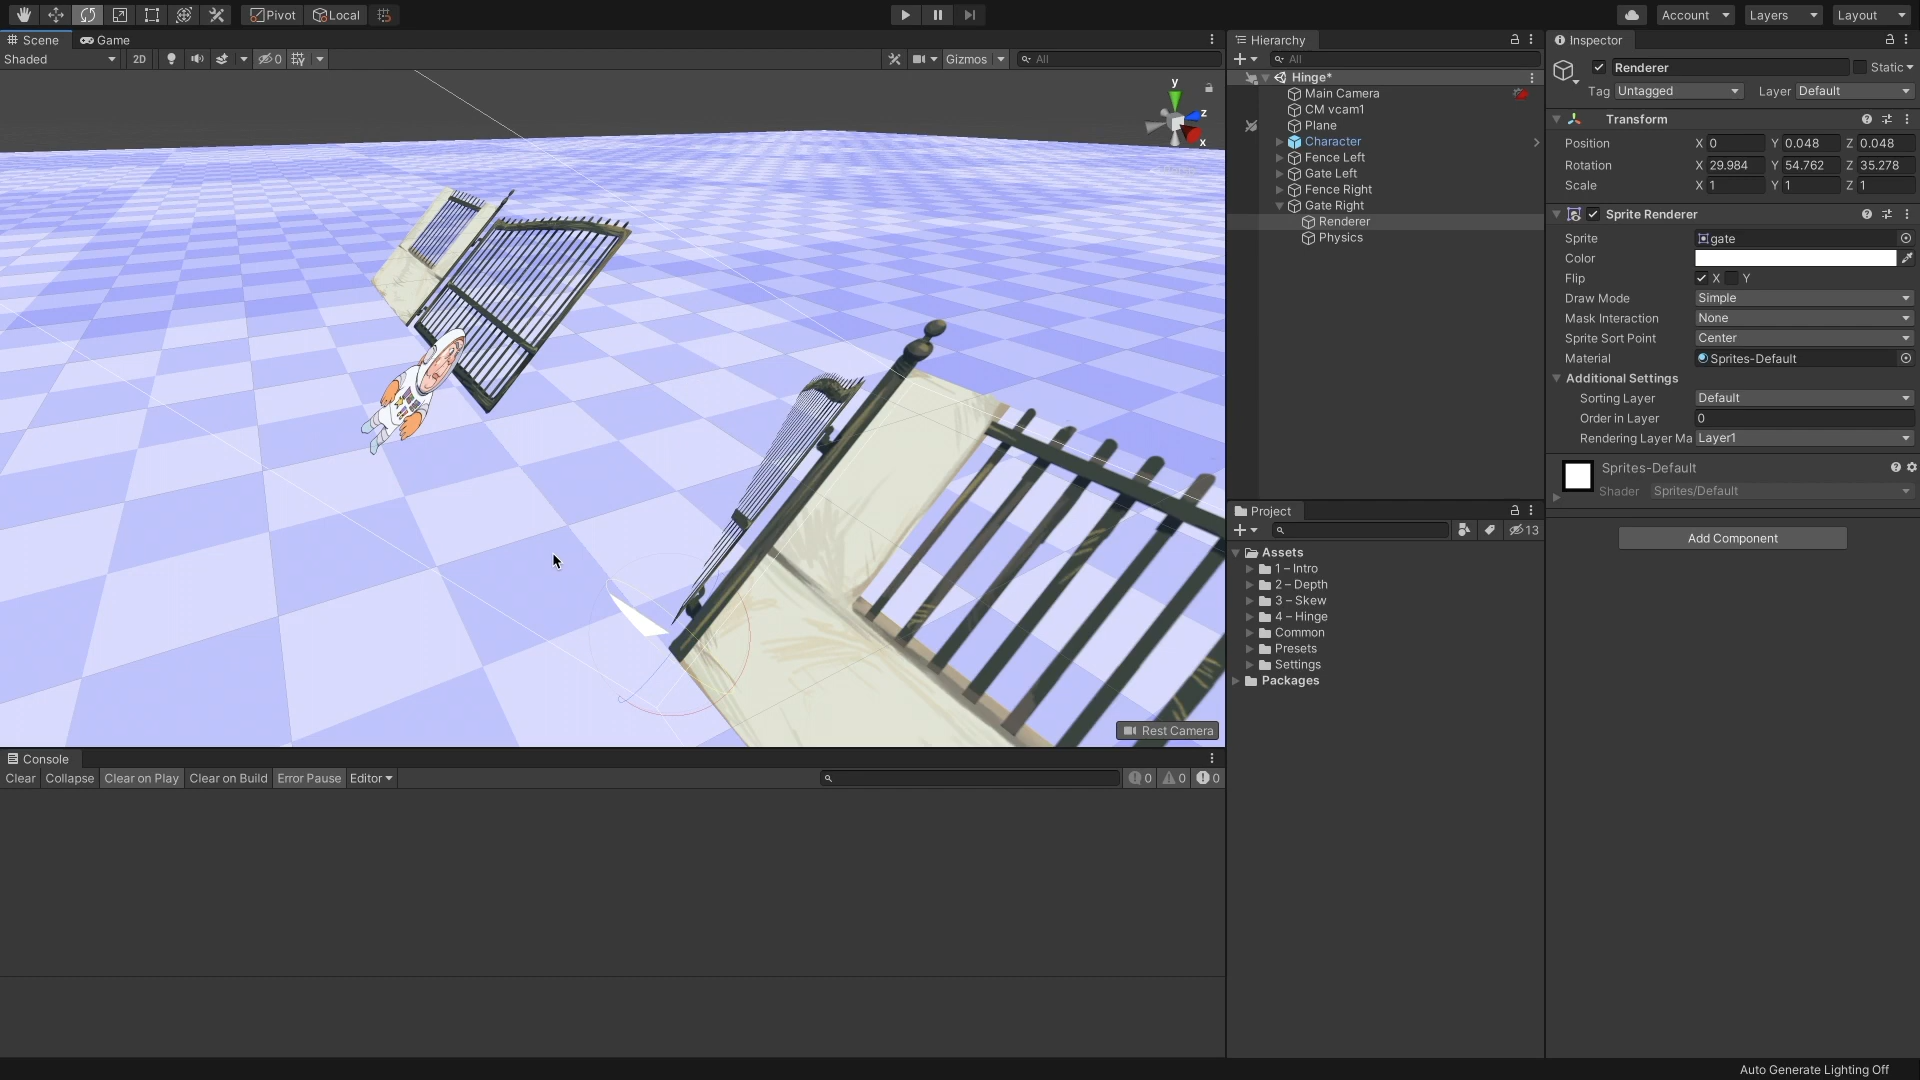 Pivot
Local
Account
Layers
Layout
Scene
Game
Shaded
2D
0
Gizmos
All
y
z
x
Rest Camera
Console
Clear
Collapse
Clear on Play
Clear on Build
Error Pause
Editor
0
0
0
Hierarchy
All
Hinge*
Main Camera
CM vcam1
Plane
Character
Fence Left
Gate Left
Fence Right
Gate Right
Renderer
Physics
Project
13
Assets
1 – Intro
2 – Depth
3 – Skew
4 – Hinge
Common
Presets
Settings
Packages
Inspector
Renderer
Static
Tag Untagged Layer Default
Transform
Position X 0 Y 0.048 Z 0.048
Rotation X 29.984 Y 54.762 Z 35.278
Scale X 1 Y 1 Z 1
Sprite Renderer
Sprite gate
Color
Flip X Y
Draw Mode Simple
Mask Interaction None
Sprite Sort Point Center
Material Sprites-Default
Additional Settings
Sorting Layer Default
Order in Layer 0
Rendering Layer Ma Layer1
Sprites-Default
Shader Sprites/Default
Add Component
Auto Generate Lighting Off